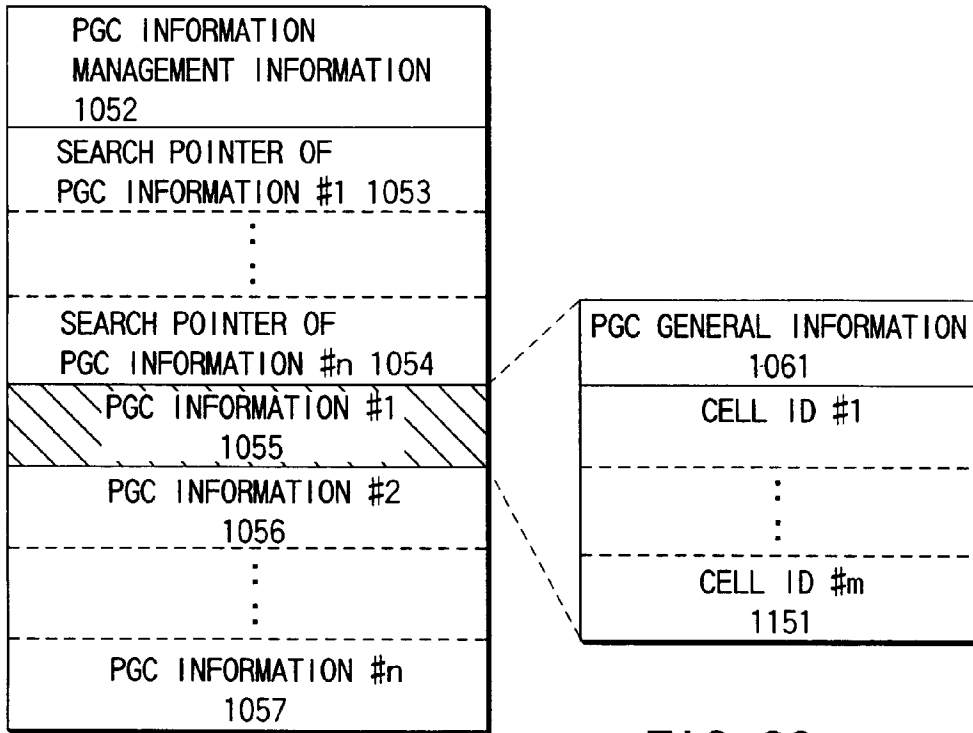 PGC INFORMATION
MANAGEMENT INFORMATION
1052
SEARCH POINTER OF
PGC INFORMATION #1 1053
SEARCH POINTER OF
PGC INFORMATION #n 1054
PGC INFORMATION #1
1055
PGC INFORMATION #2
1056
PGC INFORMATION #n
1057
PGC GENERAL INFORMATION
1061
CELL ID #1
CELL ID #m
1151